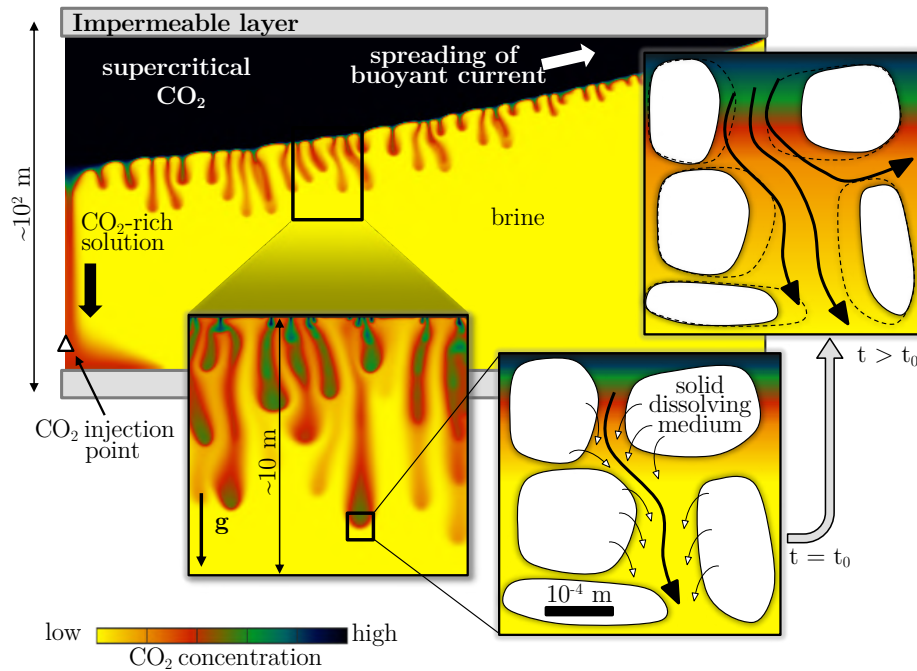 Impermeable layer
supercritical
CO₂
spreading of
buoyant current
~10² m
CO₂-rich
solution
brine
CO₂ injection
point
~10 m
g
solid
dissolving
medium
10⁻⁴ m
t > t₀
t = t₀
low
high
CO₂ concentration